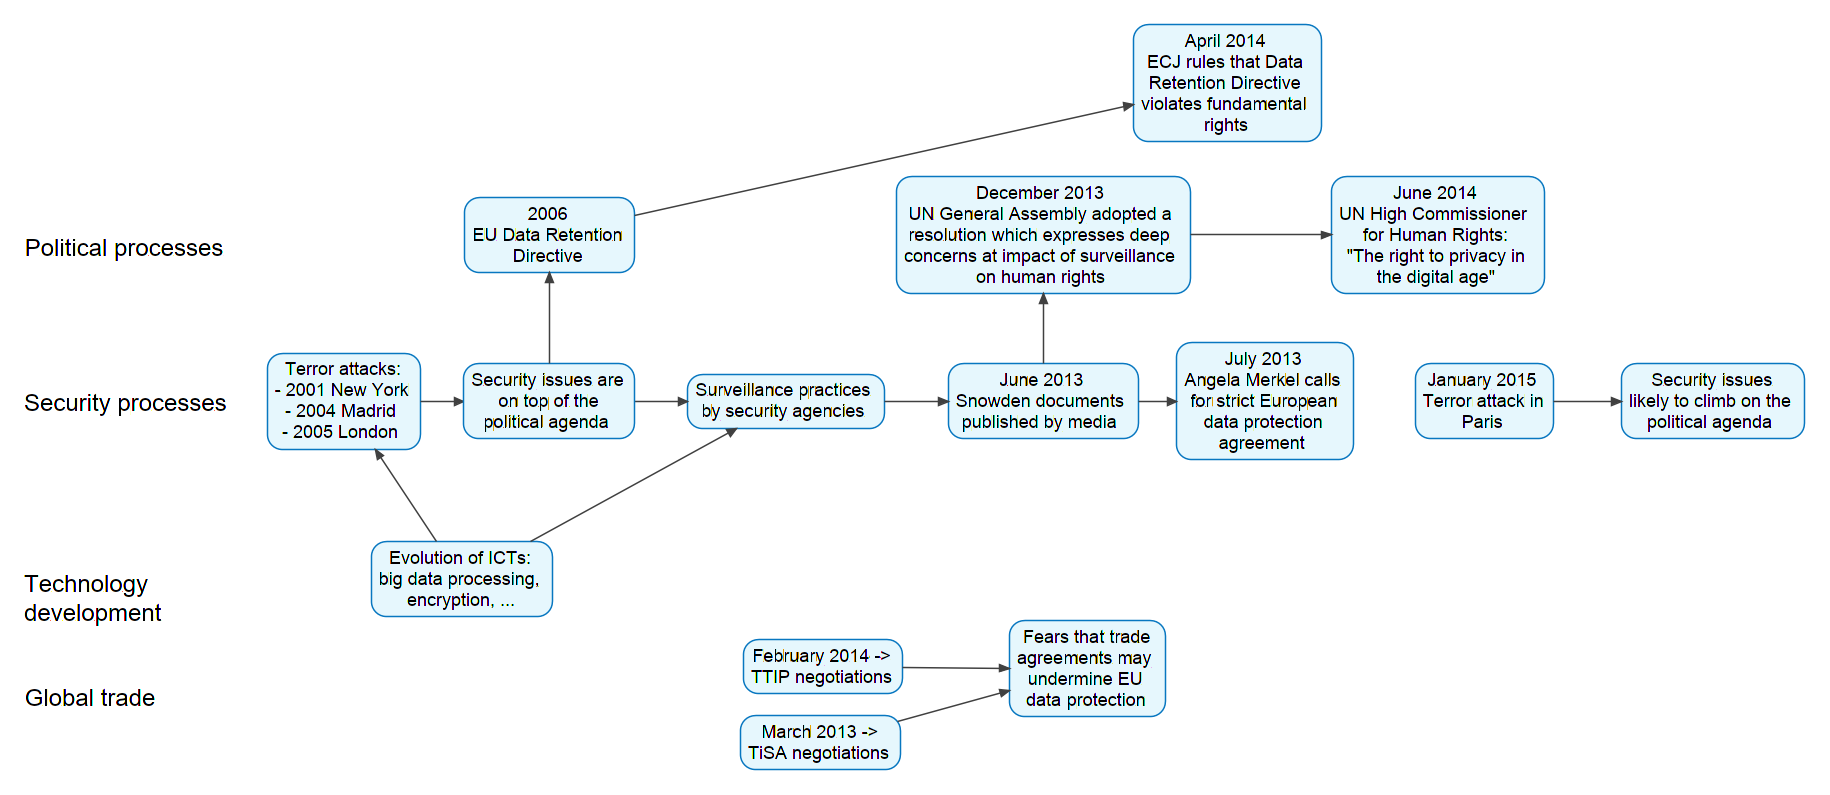 April 2014
ECJ rules that Data
Retention Directive
violates fundamental
rights
Political processes
2006
EU Data Retention
Directive
December 2013
UN General Assembly adopted a
resolution which expresses deep
concerns at impact of surveillance
on human rights
June 2014
UN High Commissioner
for Human Rights:
"The right to privacy in
the digital age"
Security processes
Terror attacks:
- 2001 New York
- 2004 Madrid
- 2005 London
Security issues are
on top of the
political agenda
Surveillance practices
by security agencies
June 2013
Snowden documents
published by media
July 2013
Angela Merkel calls
for strict European
data protection
agreement
January 2015
Terror attack in
Paris
Security issues
likely to climb on the
political agenda
Technology
development
Evolution of ICTs:
big data processing,
encryption, ...
Global trade
February 2014 ->
TTIP negotiations
March 2013 ->
TiSA negotiations
Fears that trade
agreements may
undermine EU
data protection